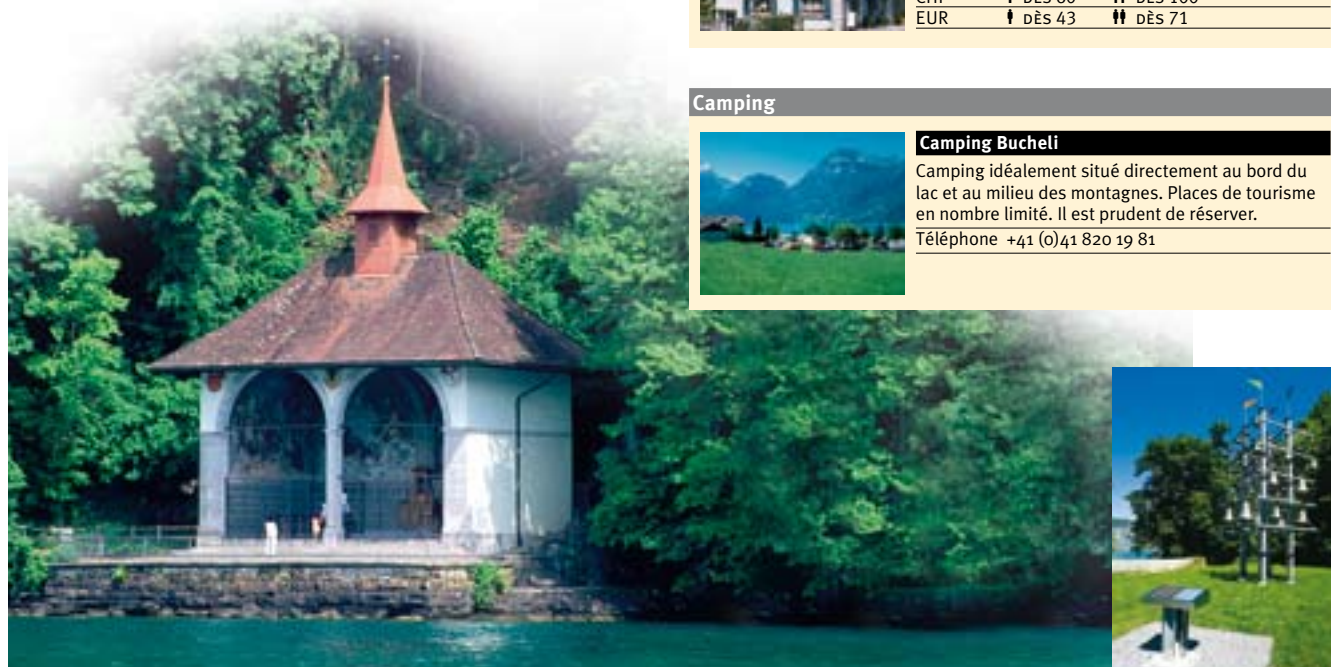 EUR DÈS 43 DÈS 71
Camping
Camping Bucheli
Camping idéalement situé directement au bord du
lac et au milieu des montagnes. Places de tourisme
en nombre limité. Il est prudent de réserver.
Téléphone +41 (0)41 820 19 81